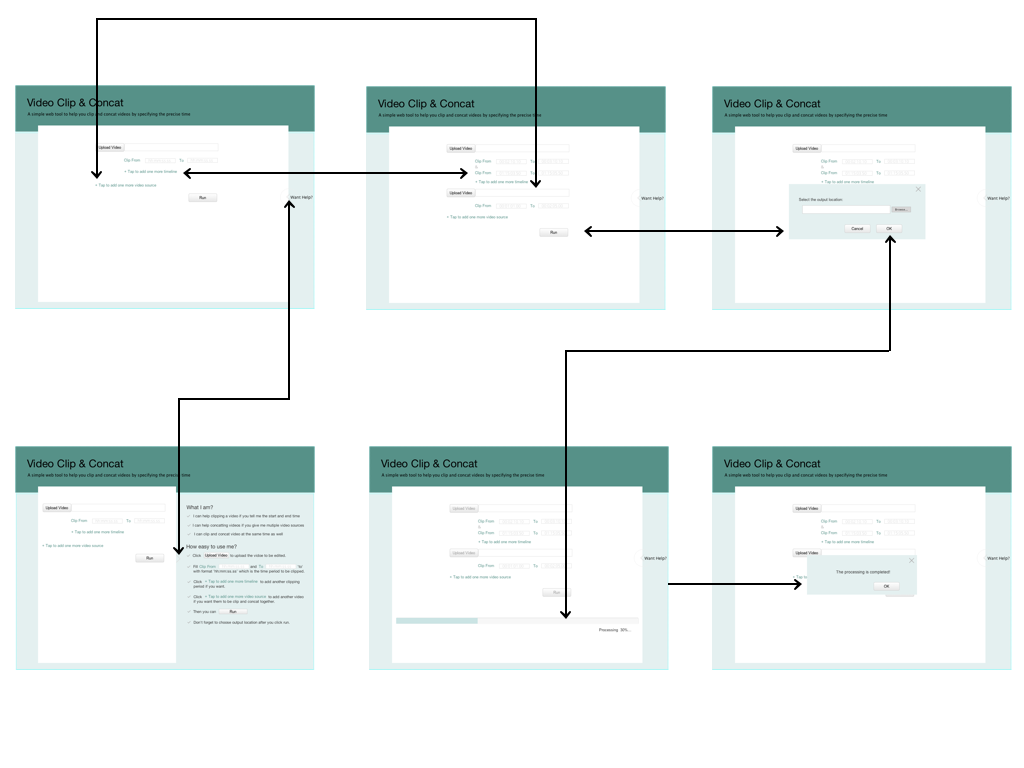 Video Clip & Concat
A simple web tool to help you clip and concat videos by specifying the precise time
Upload Video
Clip From
To
+ Tap to add one more timeline
+ Tap to add one more video source
Run
Want Help?
Video Clip & Concat
A simple web tool to help you clip and concat videos by specifying the precise time
Upload Video
Clip From
To
&
Clip From
To
+ Tap to add one more timeline
Upload Video
Clip From
To
+ Tap to add one more video source
Run
Want Help?
Video Clip & Concat
A simple web tool to help you clip and concat videos by specifying the precise time
Upload Video
Clip From
To
&
Clip From
To
+ Tap to add one more timeline
Select the output location:
Browse...
Cancel
OK
Want Help?
Video Clip & Concat
A simple web tool to help you clip and concat videos by specifying the precise time
Upload Video
Clip From
To
+ Tap to add one more timeline
+ Tap to add one more video source
Run
What I am?
I can help clipping a video if you tell me the start and end time
I can help concatting videos if you give me mutiple video sources
I can clip and concat video at the same time as well
How easy to use me?
Click Upload Video to upload the video to be edited.
Fill Clip From and To
with format 'hh:mm:ss.ss' which is the time period to be clipped
Click + Tap to add one more timeline to add another clipping
period if you want.
Click + Tap to add one more video source to add another video
if you want them to be clip and concat together.
Then you can Run
Don't forget to choose output location after you click run.
Video Clip & Concat
A simple web tool to help you clip and concat videos by specifying the precise time
Upload Video
Clip From
To
&
Clip From
To
+ Tap to add one more timeline
Upload Video
Clip From
To
+ Tap to add one more video source
Run
Processing 30%...
Want Help?
Video Clip & Concat
A simple web tool to help you clip and concat videos by specifying the precise time
Upload Video
Clip From
To
&
Clip From
To
+ Tap to add one more timeline
Upload Video
The processing is completed!
+ Ta
OK
Want Help?